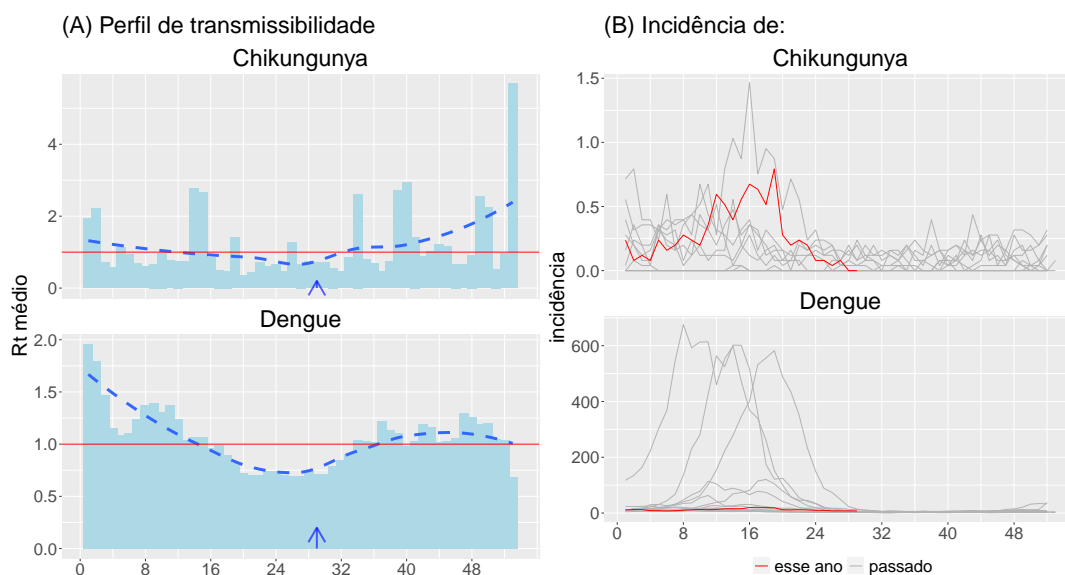 (A) Perfil de transmissibilidade
Chikungunya
4
2
0
Dengue
2.0
1.5
1.0
0.5
0.0
0 8 16 24 32 40 48
Rt médio
(B) Incidência de:
Chikungunya
1.5
1.0
0.5
0.0
Dengue
600
400
200
0
0 8 16 24 32 40 48
incidência
esse ano passado